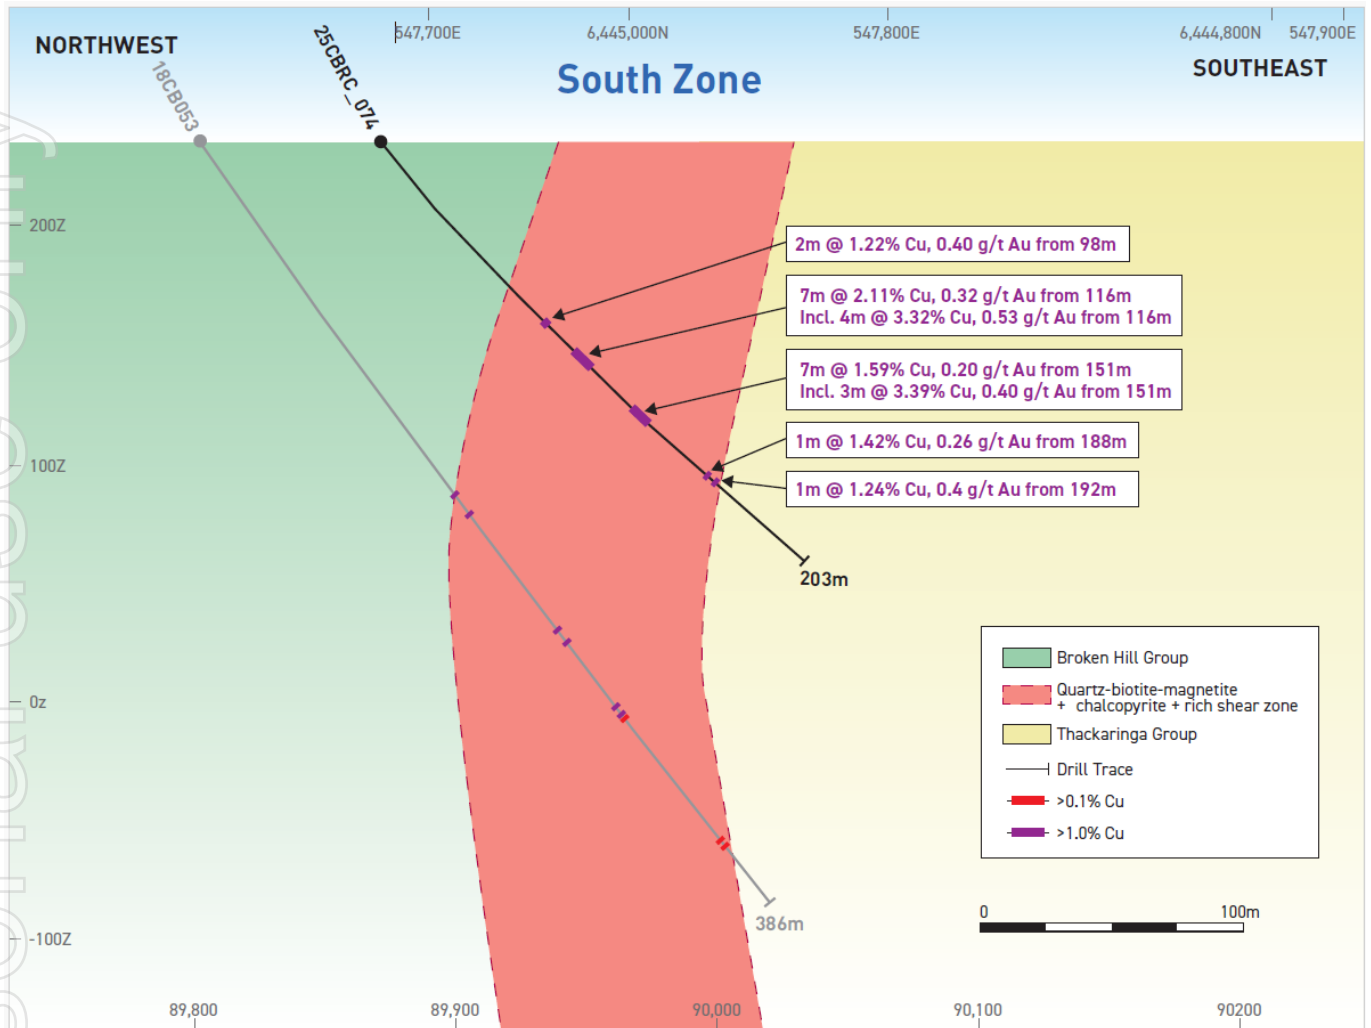 547,700E
6,445,000N
547,800E
6,444,800N
547,900E
NORTHWEST
SOUTHEAST
South Zone
18CB053
25CBRC_074
200Z
100Z
0z
-100Z
2m @ 1.22% Cu, 0.40 g/t Au from 98m
7m @ 2.11% Cu, 0.32 g/t Au from 116m
Incl. 4m @ 3.32% Cu, 0.53 g/t Au from 116m
7m @ 1.59% Cu, 0.20 g/t Au from 151m
Incl. 3m @ 3.39% Cu, 0.40 g/t Au from 151m
1m @ 1.42% Cu, 0.26 g/t Au from 188m
1m @ 1.24% Cu, 0.4 g/t Au from 192m
203m
386m
Broken Hill Group
Quartz-biotite-magnetite
+ chalcopyrite + rich shear zone
Thackaringa Group
Drill Trace
>0.1% Cu
>1.0% Cu
0
100m
89,800
89,900
90,000
90,100
90200